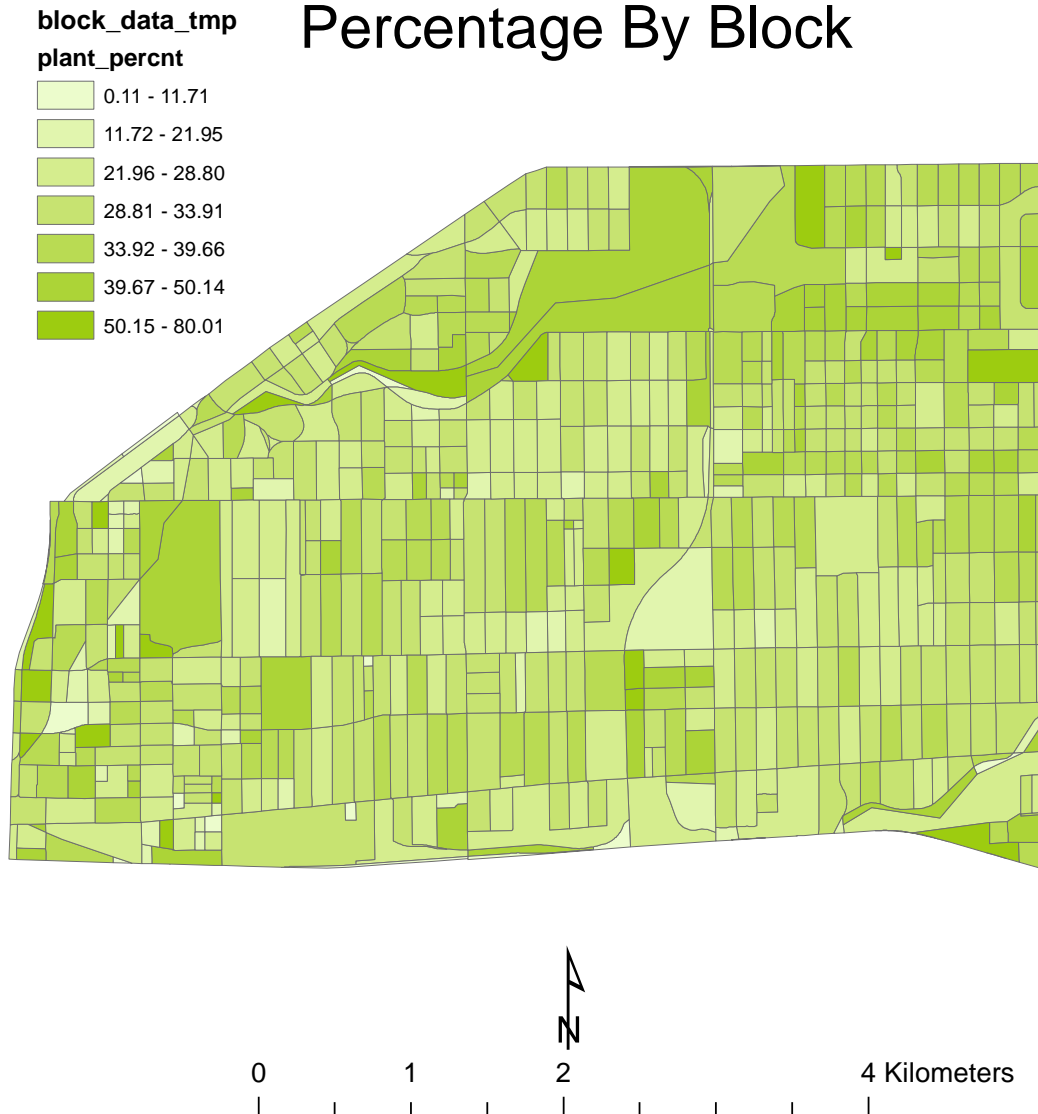 Percentage By Block
block_data_tmp
plant_percnt
0.11 - 11.71
11.72 - 21.95
21.96 - 28.80
28.81 - 33.91
33.92 - 39.66
39.67 - 50.14
50.15 - 80.01
N
0 1 2 4 Kilometers